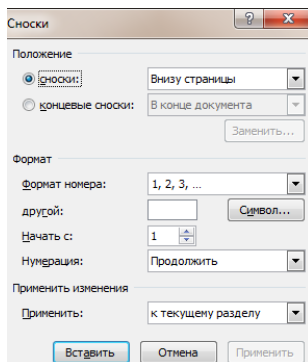 Сноски
Положение
сноски: Внизу страницы
концевые сноски: В конце документа
Заменить...
Формат
Формат номера: 1, 2, 3, ...
другой: Символ...
Начать с: 1
Нумерация: Продолжить
Применить изменения
Применить: к текущему разделу
Вставить Отмена Применить